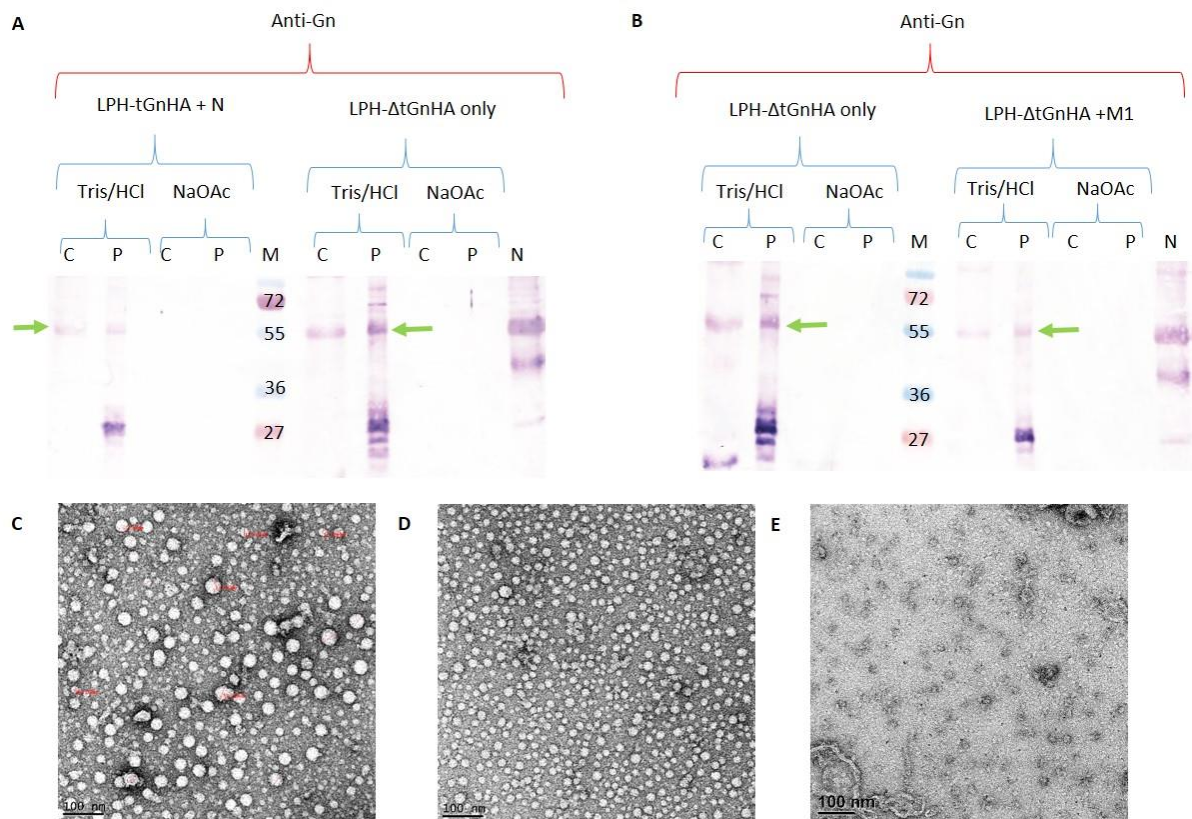 A
Anti-Gn
LPH-tGnHA + N
LPH-ΔtGnHA only
Tris/HCl
NaOAc
Tris/HCl
NaOAc
C P C P M C P C P N
72
55
36
27
B
Anti-Gn
LPH-ΔtGnHA only
LPH-ΔtGnHA +M1
Tris/HCl
NaOAc
Tris/HCl
NaOAc
C P C P M C P C P N
72
55
36
27
C
100 nm
D
100 nm
E
100 nm